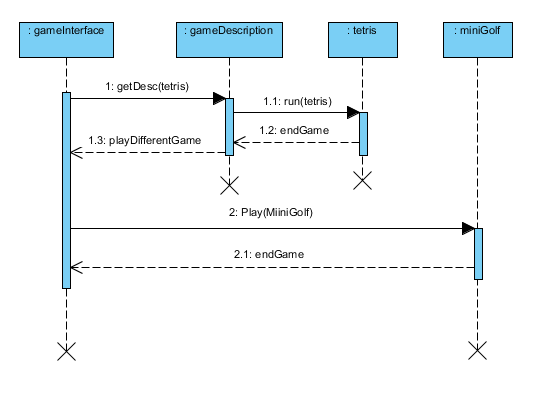 : gameInterface
: gameDescription
: tetris
: miniGolf
1: getDesc(tetris)
1.1: run(tetris)
1.2: endGame
1.3: playDifferentGame
2: Play(MiiniGolf)
2.1: endGame